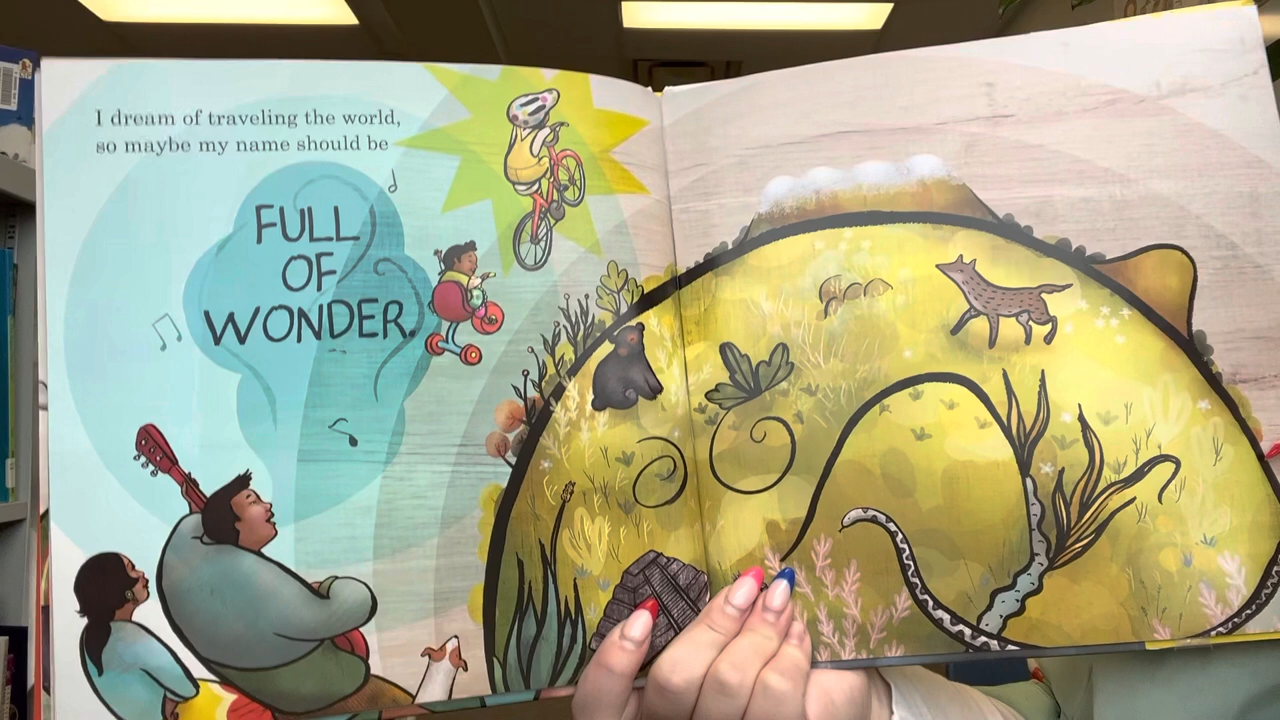 I dream of traveling the world,
so maybe my name should be
FULL
OF
WONDER.